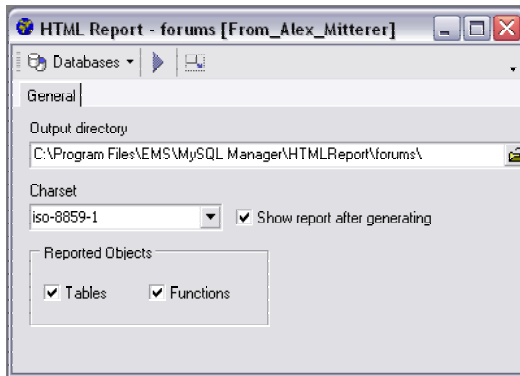 HTML Report - forums [From_Alex_Mitterer]
Databases
General
Output directory
C:\Program Files\EMS\MySQL Manager\HTMLReport\forums\
Charset
iso-8859-1
Show report after generating
Reported Objects
Tables
Functions